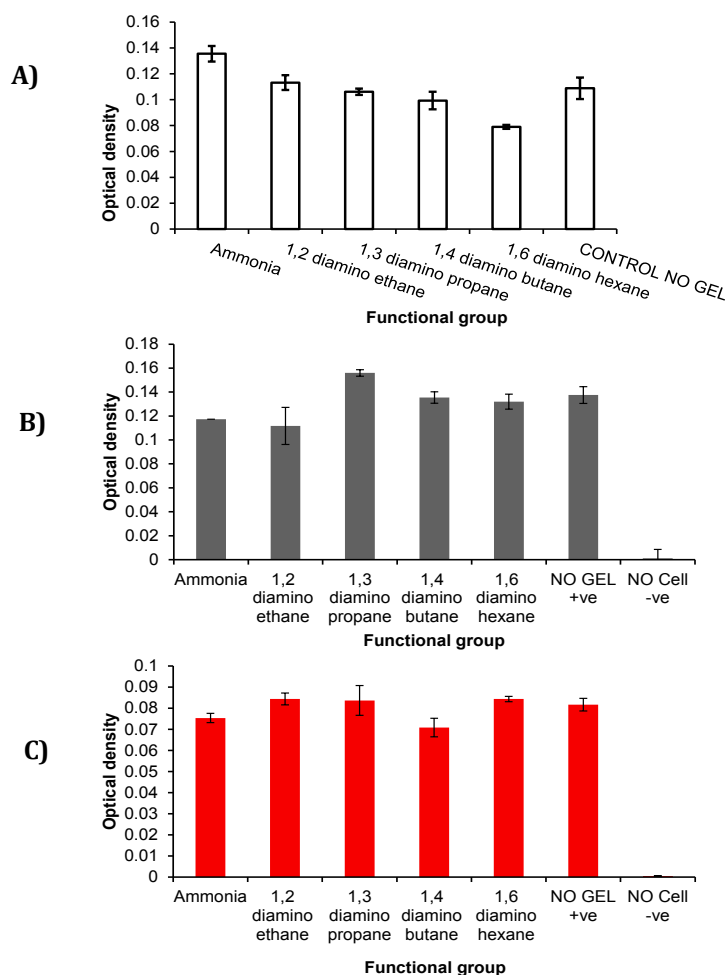 A)
Optical density
0.16
0.14
0.12
0.1
0.08
0.06
0.04
0.02
0
Ammonia
1,2 diamino ethane
1,3 diamino propane
1,4 diamino butane
1,6 diamino hexane
CONTROL NO GEL
Functional group
B)
Optical density
0.18
0.16
0.14
0.12
0.1
0.08
0.06
0.04
0.02
0
Ammonia
1,2
diamino
ethane
1,3
diamino
propane
1,4
diamino
butane
1,6
diamino
hexane
NO GEL
+ve
NO Cell
-ve
Functional group
C)
Optical density
0.1
0.09
0.08
0.07
0.06
0.05
0.04
0.03
0.02
0.01
0
Ammonia
1,2
diamino
ethane
1,3
diamino
propane
1,4
diamino
butane
1,6
diamino
hexane
NO GEL
+ve
NO Cell
-ve
Functional group